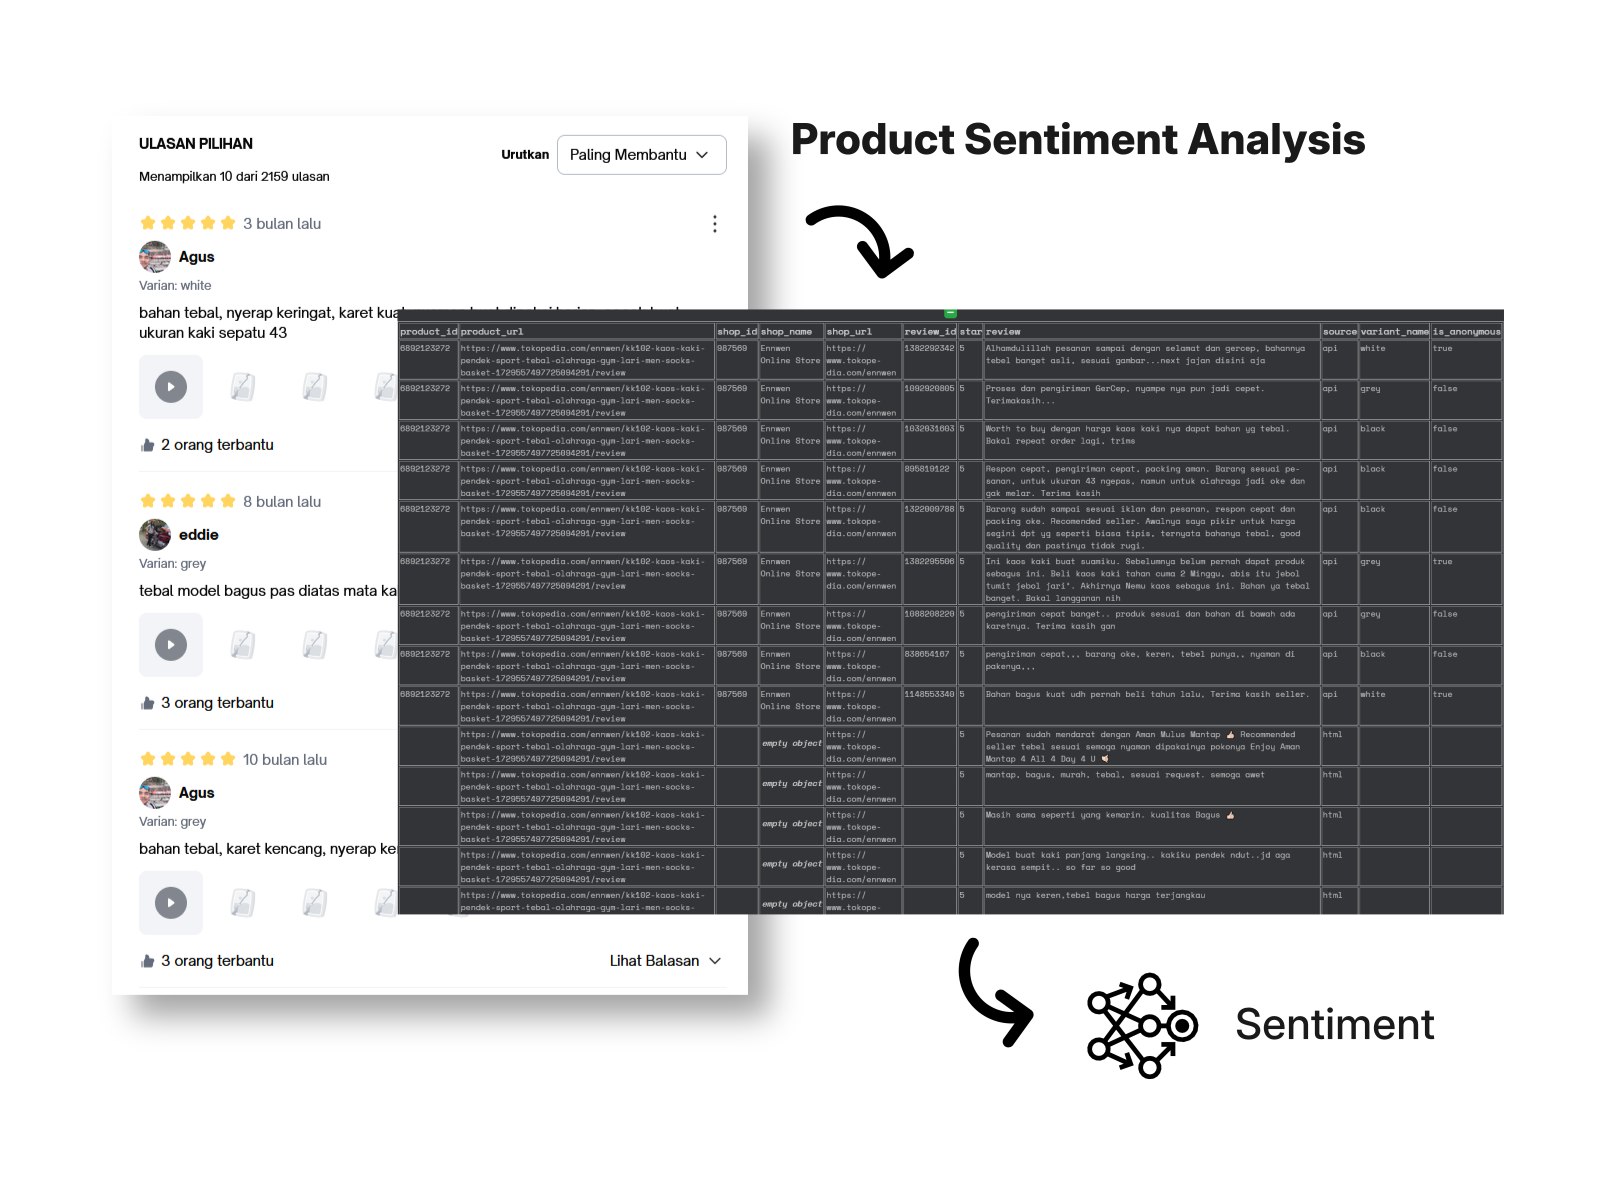 Product Sentiment Analysis
ULASAN PILIHAN
Menampilkan 10 dari 2159 ulasan
Urutkan
Paling Membantu
3 bulan lalu
Agus
Varian: white
bahan tebal, nyerap keringat, karet
ukuran kaki sepatu 43
2 orang terbantu
8 bulan lalu
eddie
Varian: grey
tebal model bagus pas diatas mata
3 orang terbantu
10 bulan lalu
Agus
Varian: grey
bahan tebal, karet kencang, nyerap
3 orang terbantu
Lihat Balasan
product_id product_url shop_id shop_name shop_url review_id star review source variant_name is_anonymous
6892123272 https://www.tokopedia.com/ennwen/kk102-kaos-kaki- 987569 Ennwen https:// 1382292342 5 Alhamdulillah pesanan sampai dengan selamat dan gercep, bahannya api white true
pendek-sport-tebal-olahraga-gym-lari-men-socks- Online Store www.tokope- tebel banget asli, sesuai gambar...next jajan disini aja
basket-1729557497725094291/review dia.com/ennwen
6892123272 https://www.tokopedia.com/ennwen/kk102-kaos-kaki- 987569 Ennwen https:// 1092920805 5 Proses dan pengiriman GerCep, nyampe nya pun jadi cepet. api grey false
pendek-sport-tebal-olahraga-gym-lari-men-socks- Online Store www.tokope- Terimakasih...
basket-1729557497725094291/review dia.com/ennwen
6892123272 https://www.tokopedia.com/ennwen/kk102-kaos-kaki- 987569 Ennwen https:// 1032031603 5 Worth to buy dengan harga kaos kaki nya dapat bahan yg tebal. api black false
pendek-sport-tebal-olahraga-gym-lari-men-socks- Online Store www.tokope- Bakal repeat order lagi, trims
basket-1729557497725094291/review dia.com/ennwen
6892123272 https://www.tokopedia.com/ennwen/kk102-kaos-kaki- 987569 Ennwen https:// 895819122 5 Respon cepat, pengiriman cepat, packing aman. Barang sesuai pe- api black false
pendek-sport-tebal-olahraga-gym-lari-men-socks- Online Store www.tokope- sanan, untuk ukuran 43 ngepas, namun untuk olahraga jadi oke dan
basket-1729557497725094291/review dia.com/ennwen gak melar. Terima kasih
6892123272 https://www.tokopedia.com/ennwen/kk102-kaos-kaki- 987569 Ennwen https:// 1322009788 5 Barang sudah sampai sesuai iklan dan pesanan, respon cepat dan api black false
pendek-sport-tebal-olahraga-gym-lari-men-socks- Online Store www.tokope- packing oke. Recomended seller. Awalnya saya pikir untuk harga
basket-1729557497725094291/review dia.com/ennwen segini dpt yg seperti biasa tipis, ternyata bahanya tebal, good
quality dan pastinya tidak rugi.
6892123272 https://www.tokopedia.com/ennwen/kk102-kaos-kaki- 987569 Ennwen https:// 1382295506 5 Ini kaos kaki buat suamiku. Sebelumnya belum pernah dapat produk api grey true
pendek-sport-tebal-olahraga-gym-lari-men-socks- Online Store www.tokope- sebagus ini. Beli kaos kaki tahan cuma 2 Minggu, abis itu jebol
basket-1729557497725094291/review dia.com/ennwen tumit jebol jari". Akhirnya Nemu kaos sebagus ini. Bahan ya tebal
banget. Bakal langganan nih
6892123272 https://www.tokopedia.com/ennwen/kk102-kaos-kaki- 987569 Ennwen https:// 1088208220 5 pengiriman cepat banget.. produk sesuai dan bahan di bawah ada api grey false
pendek-sport-tebal-olahraga-gym-lari-men-socks- Online Store www.tokope- karetnya. Terima kasih gan
basket-1729557497725094291/review dia.com/ennwen
6892123272 https://www.tokopedia.com/ennwen/kk102-kaos-kaki- 987569 Ennwen https:// 838654167 5 pengiriman cepat,,, barang oke, keren, tebel punya,, nyaman di api black false
pendek-sport-tebal-olahraga-gym-lari-men-socks- Online Store www.tokope- pakenya...
basket-1729557497725094291/review dia.com/ennwen
6892123272 https://www.tokopedia.com/ennwen/kk102-kaos-kaki- 987569 Ennwen https:// 1148553340 5 Bahan bagus kuat udh pernah beli tahun lalu, Terima kasih seller. api white true
pendek-sport-tebal-olahraga-gym-lari-men-socks- Online Store www.tokope-
basket-1729557497725094291/review dia.com/ennwen
https://www.tokopedia.com/ennwen/kk102-kaos-kaki- https:// 5 Pesanan sudah mendarat dengan Aman Mulus Mantap 👍🏻 Recommended html
pendek-sport-tebal-olahraga-gym-lari-men-socks- empty object www.tokope- seller tebel sesuai semoga nyaman dipakainya pokonya Enjoy Aman
basket-1729557497725094291/review dia.com/ennwen Mantap 4 All 4 Day 4 U
https://www.tokopedia.com/ennwen/kk102-kaos-kaki- https:// 5 mantap, bagus, murah, tebal, sesuai request. semoga awet html
pendek-sport-tebal-olahraga-gym-lari-men-socks- empty object www.tokope-
basket-1729557497725094291/review dia.com/ennwen
https://www.tokopedia.com/ennwen/kk102-kaos-kaki- https:// 5 Masih sama seperti yang kemarin. kualitas Bagus 👍🏻 html
pendek-sport-tebal-olahraga-gym-lari-men-socks- empty object www.tokope-
basket-1729557497725094291/review dia.com/ennwen
https://www.tokopedia.com/ennwen/kk102-kaos-kaki- https:// 5 Model buat kaki panjang langsing.. kakiku pendek ndut..jd aga html
pendek-sport-tebal-olahraga-gym-lari-men-socks- empty object www.tokope- kerasa sempit.. so far so good
basket-1729557497725094291/review dia.com/ennwen
https://www.tokopedia.com/ennwen/kk102-kaos-kaki- https:// 5 model nya keren,tebel bagus harga terjangkau html
pendek-sport-tebal-olahraga-gym-lari-men-socks- empty object www.tokope-
Sentiment